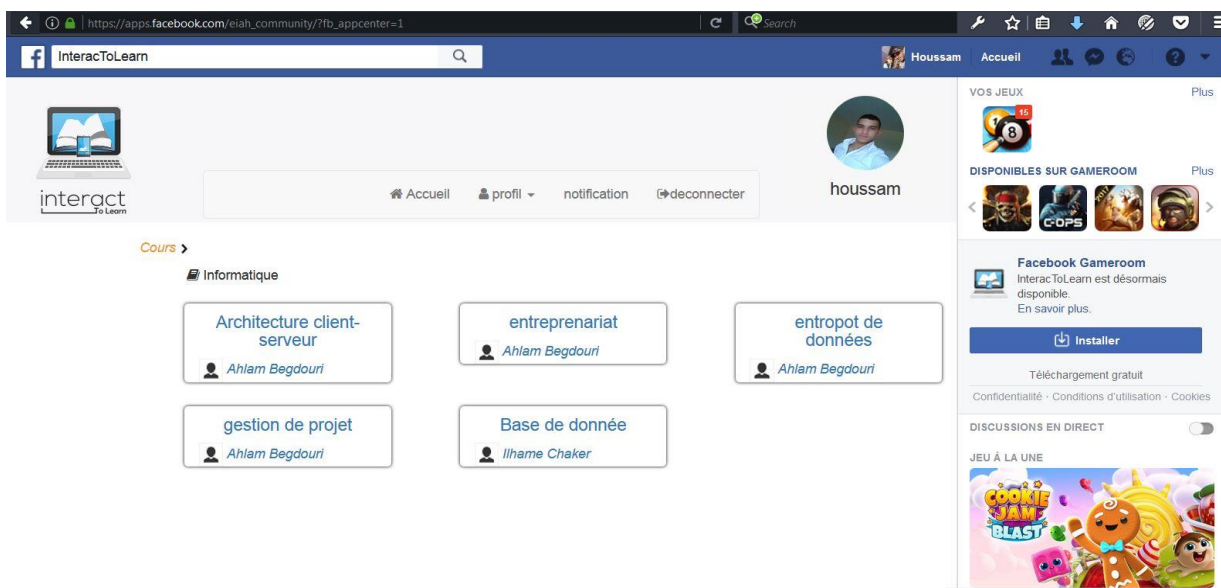 https://apps.facebook.com/eiah_community/?fb_appcenter=1
Search
InteracToLearn
Houssam
Accueil
interact
To Learn
Accueil
profil
notification
deconnecter
houssam
Cours
Informatique
Architecture client-
serveur
Ahlam Begdouri
entreprenariat
Ahlam Begdouri
entropot de
données
Ahlam Begdouri
gestion de projet
Ahlam Begdouri
Base de donnée
Ilhame Chaker
VOS JEUX
Plus
15
8
DISPONIBLES SUR GAMEROOM
Plus
C-OPS
Facebook Gameroom
InteracToLearn est désormais
disponible.
En savoir plus.
Installer
Téléchargement gratuit
Confidentialité · Conditions d'utilisation · Cookies
DISCUSSIONS EN DIRECT
JEU À LA UNE
COOKIE
JAM
BLAST